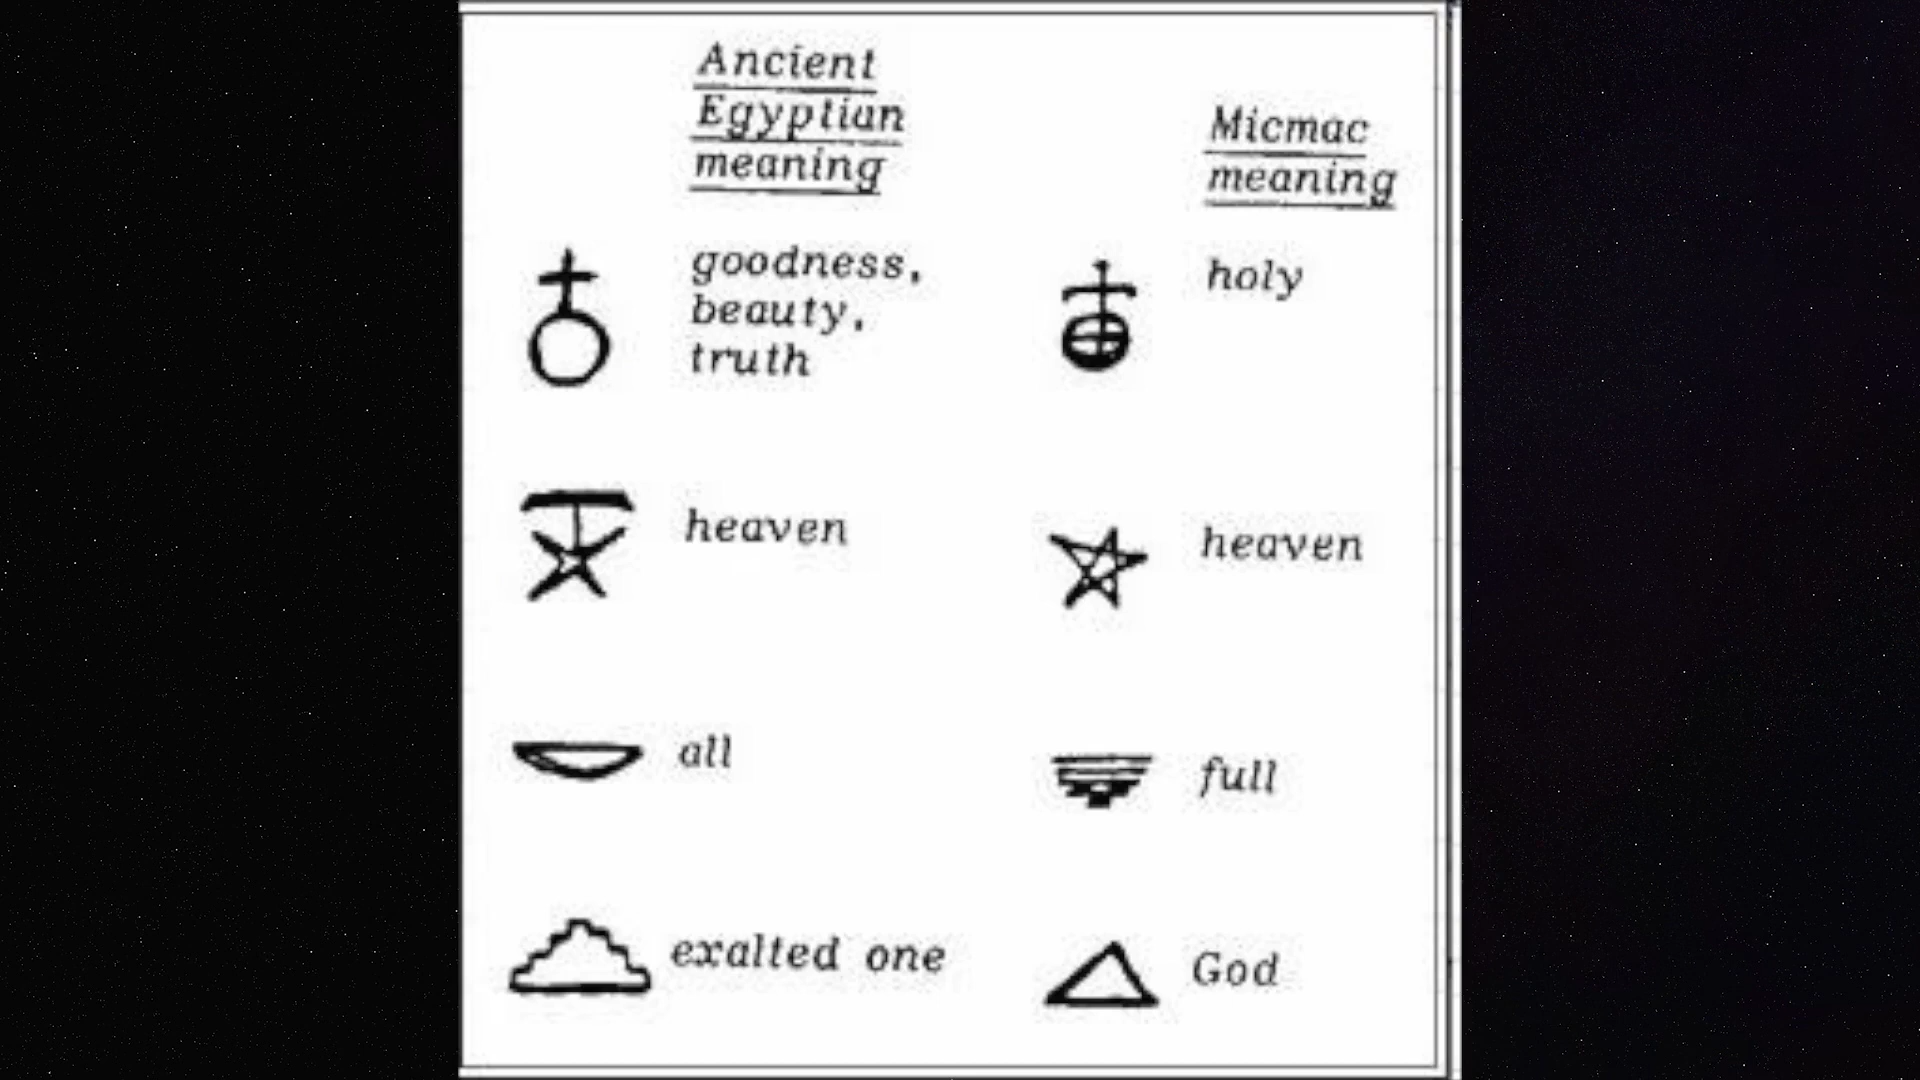 Ancient
Egyptian
meaning
Micmac
meaning
goodness,
beauty,
truth
holy
heaven
heaven
all
full
exalted one
God